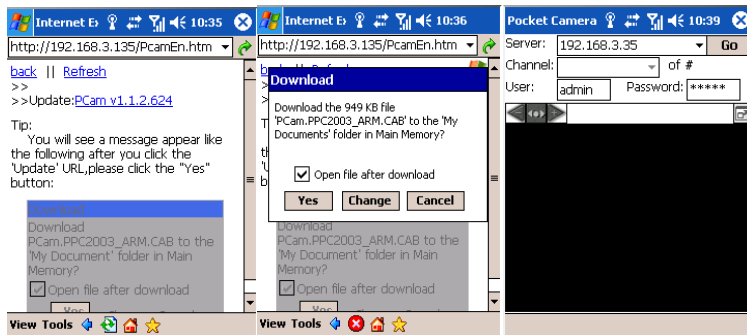 Internet Ex 10:35
http://192.168.3.135/PcamEn.htm
back || Refresh
>>
>>Update:PCam v1.1.2.624
Tip:
You will see a message appear like
the following after you click the
'Update' URL,please click the "Yes"
button:
Download
Download
PCam.PPC2003_ARM.CAB to the
'My Document' folder in Main
Memory?
Open file after download
Yes
View Tools
Internet Ex 10:36
http://192.168.3.135/PcamEn.htm
Download
Download the 949 KB file
'PCam.PPC2003_ARM.CAB' to the 'My
Documents' folder in Main Memory?
Open file after download
Yes Change Cancel
Download
PCam.PPC2003_ARM.CAB to the
'My Document' folder in Main
Memory?
Open file after download
View Tools
Pocket Camera 10:39
Server: 192.168.3.35 Go
Channel: of #
User: admin Password: *****